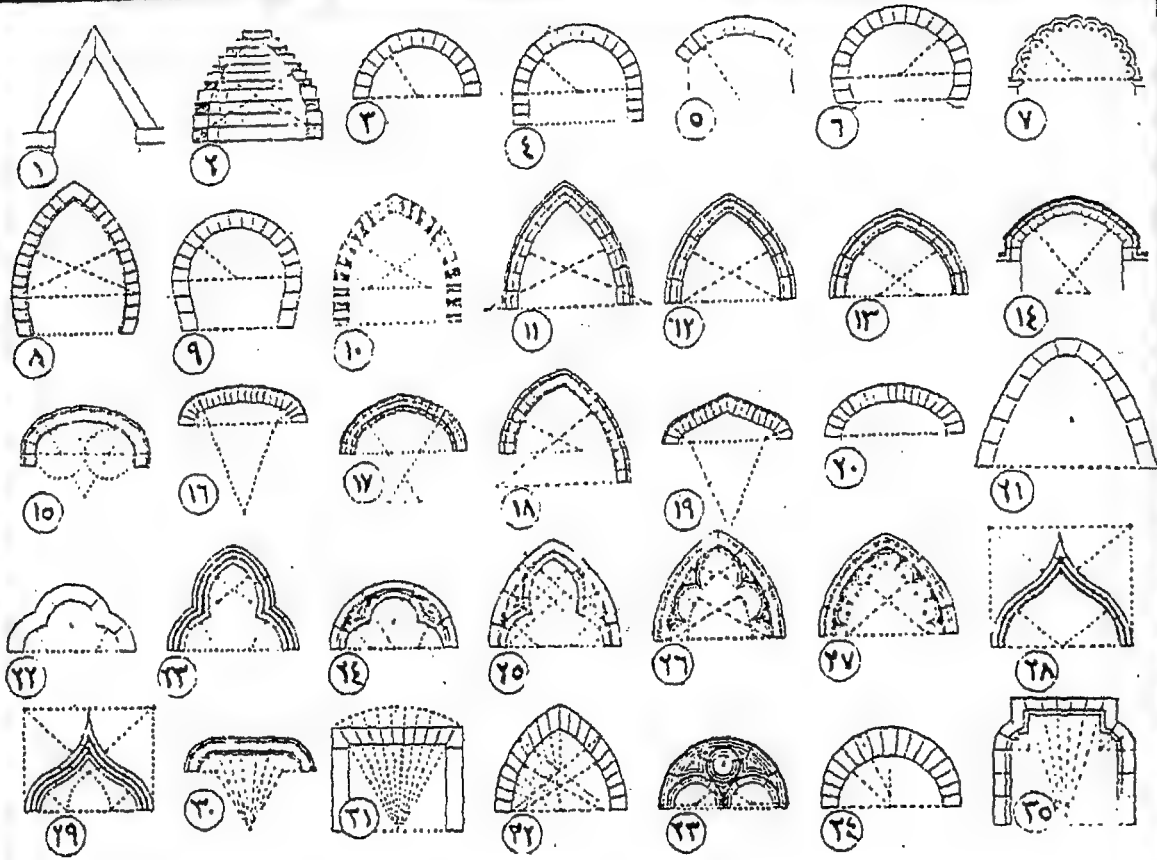 ١ ٢ ٣ ٤ ٥ ٦ ٧
٨ ٩ ١٠ ١١ ١٢ ١٣ ١٤
١٥ ١٦ ١٧ ١٨ ١٩ ٢٠ ٢١
٢٢ ٢٣ ٢٤ ٢٥ ٢٦ ٢٧ ٢٨
٢٩ ٣٠ ٣١ ٣٢ ٣٣ ٣٤ ٣٥